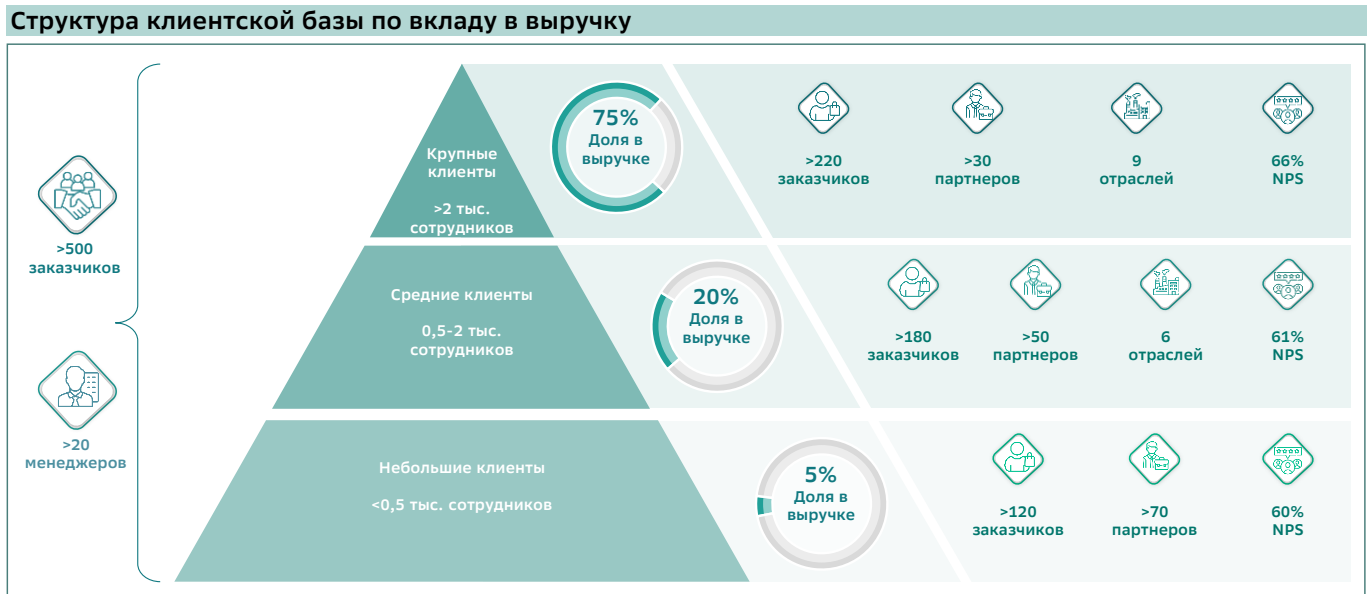 Структура клиентской базы по вкладу в выручку
>500
заказчиков
>20
менеджеров
Крупные
клиенты
>2 тыс.
сотрудников
75%
Доля в
выручке
>220
заказчиков
>30
партнеров
9
отраслей
66%
NPS
Средние клиенты
0,5-2 тыс.
сотрудников
20%
Доля в
выручке
>180
заказчиков
>50
партнеров
6
отраслей
61%
NPS
Небольшие клиенты
<0,5 тыс. сотрудников
5%
Доля в
выручке
>120
заказчиков
>70
партнеров
60%
NPS